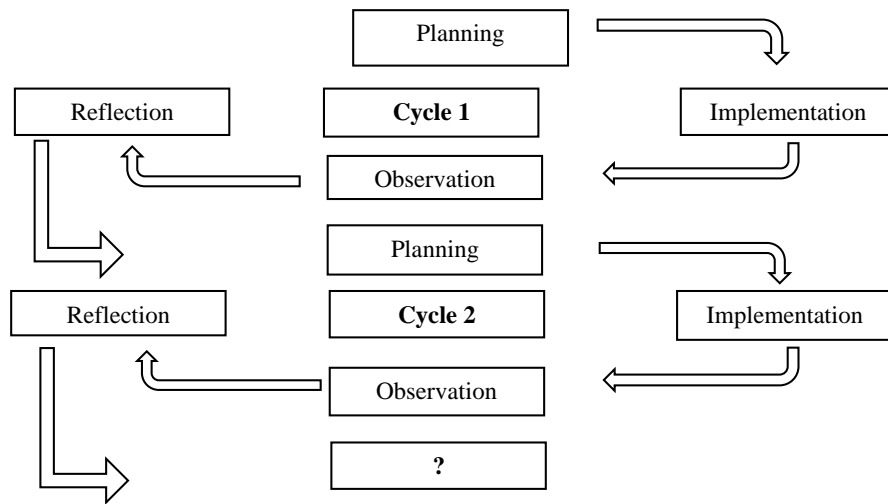 Planning
Reflection
Cycle 1
Implementation
Observation
Planning
Reflection
Cycle 2
Implementation
Observation
?